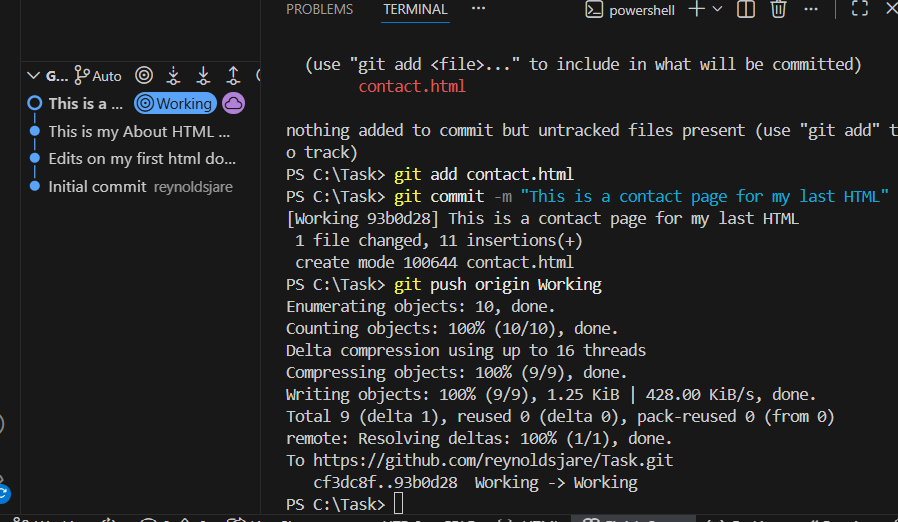 PROBLEMS TERMINAL ... powershell
G... Auto
This is a ... Working
This is my About HTML ...
Edits on my first html do...
Initial commit reynoldsjare
(use "git add <file>..." to include in what will be committed)
contact.html
nothing added to commit but untracked files present (use "git add" t
o track)
PS C:\Task> git add contact.html
PS C:\Task> git commit -m "This is a contact page for my last HTML"
[Working 93b0d28] This is a contact page for my last HTML
1 file changed, 11 insertions(+)
create mode 100644 contact.html
PS C:\Task> git push origin Working
Enumerating objects: 10, done.
Counting objects: 100% (10/10), done.
Delta compression using up to 16 threads
Compressing objects: 100% (9/9), done.
Writing objects: 100% (9/9), 1.25 KiB | 428.00 KiB/s, done.
Total 9 (delta 1), reused 0 (delta 0), pack-reused 0 (from 0)
remote: Resolving deltas: 100% (1/1), done.
To https://github.com/reynoldsjare/Task.git
cf3dc8f..93b0d28 Working -> Working
PS C:\Task>